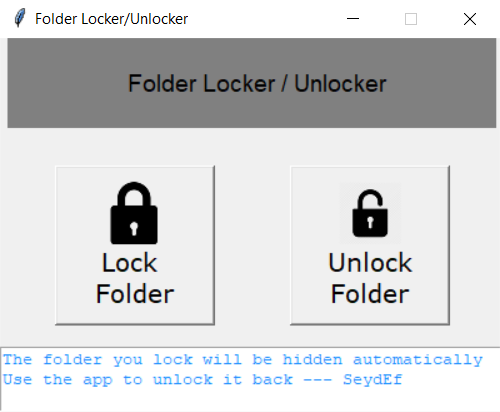 Folder Locker/Unlocker
Folder Locker / Unlocker
Lock
Folder
Unlock
Folder
The folder you lock will be hidden automatically
Use the app to unlock it back --- SeydEf